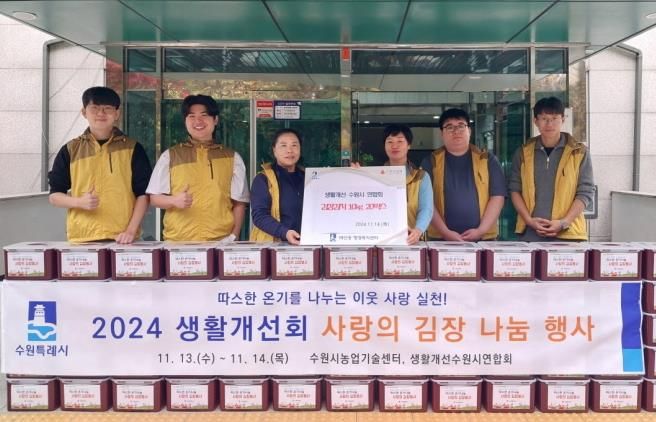 생활개선 수원시 연합회
김장김치 10kg 20박스
2024.11.14.(목)
따스한 온기를 나누는 이웃 사랑 실천!
2024 생활개선회 사랑의 김장 나눔 행사
수원특례시
11. 13.(수) ~ 11. 14.(목) 수원시농업기술센터, 생활개선수원시연합회